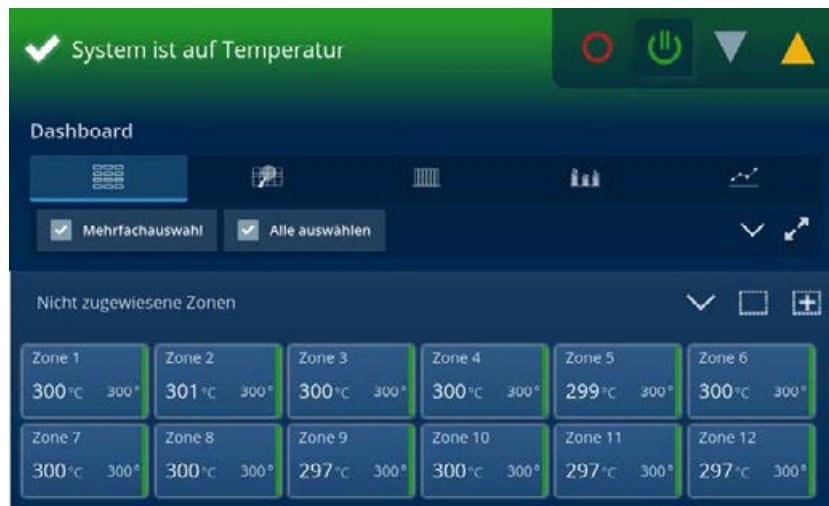 System ist auf Temperatur
Dashboard
Mehrfachauswahl Alle auswählen
Nicht zugewiesene Zonen
Zone 1 Zone 2 Zone 3 Zone 4 Zone 5 Zone 6
300 °C 300° 301 °C 300° 300 °C 300° 300 °C 300° 299 °C 300° 300 °C 300°
Zone 7 Zone 8 Zone 9 Zone 10 Zone 11 Zone 12
300 °C 300° 300 °C 300° 297 °C 300° 300 °C 300° 297 °C 300° 297 °C 300°